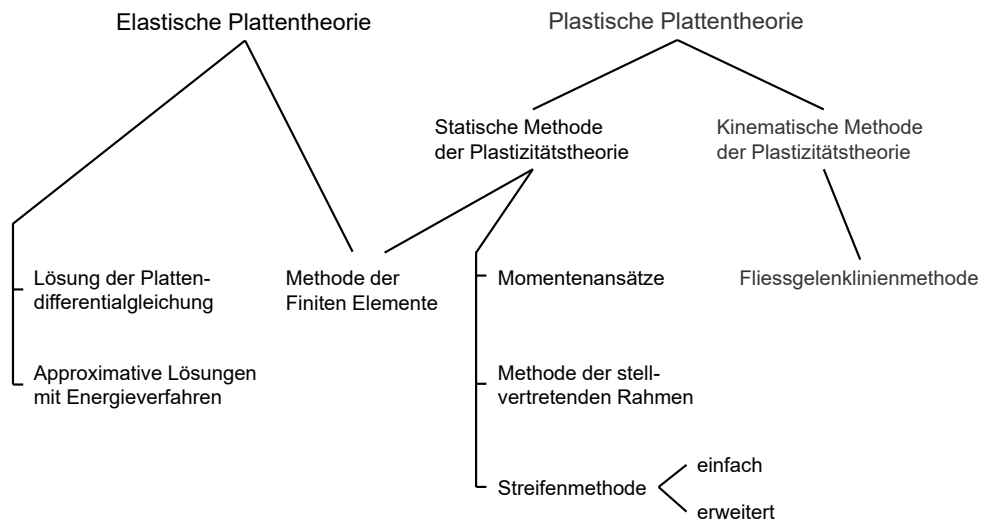 Elastische Plattentheorie
Plastische Plattentheorie
Statische Methode
der Plastizitätstheorie
Kinematische Methode
der Plastizitätstheorie
Lösung der Platten-
differentialgleichung
Methode der
Finiten Elemente
Momentenansätze
Fliessgelenklinienmethode
Approximative Lösungen
mit Energieverfahren
Methode der stell-
vertretenden Rahmen
Streifenmethode
einfach
erweitert